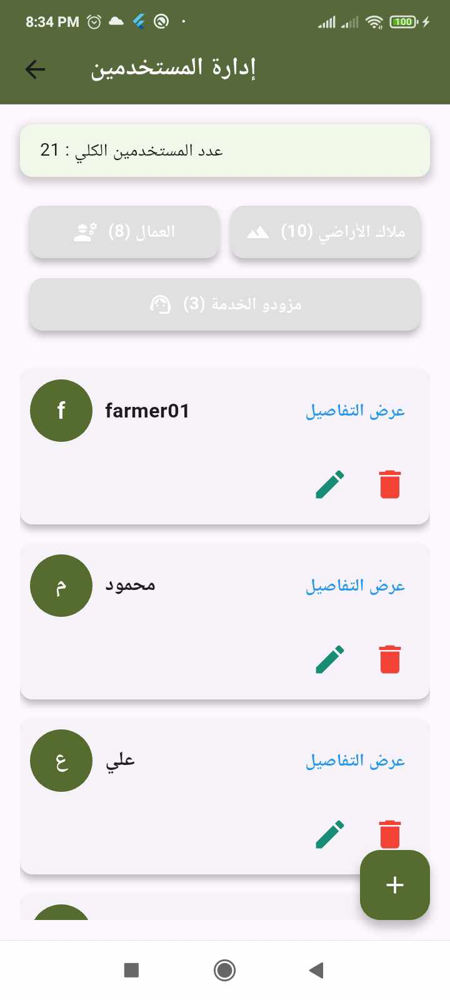 8:34 PM
100
إدارة المستخدمين
عدد المستخدمين الكلي : 21
ملاك الأراضي (10)
العمال (8)
مزودو الخدمة (3)
f farmer01 عرض التفاصيل
م محمود عرض التفاصيل
ع علي عرض التفاصيل
+